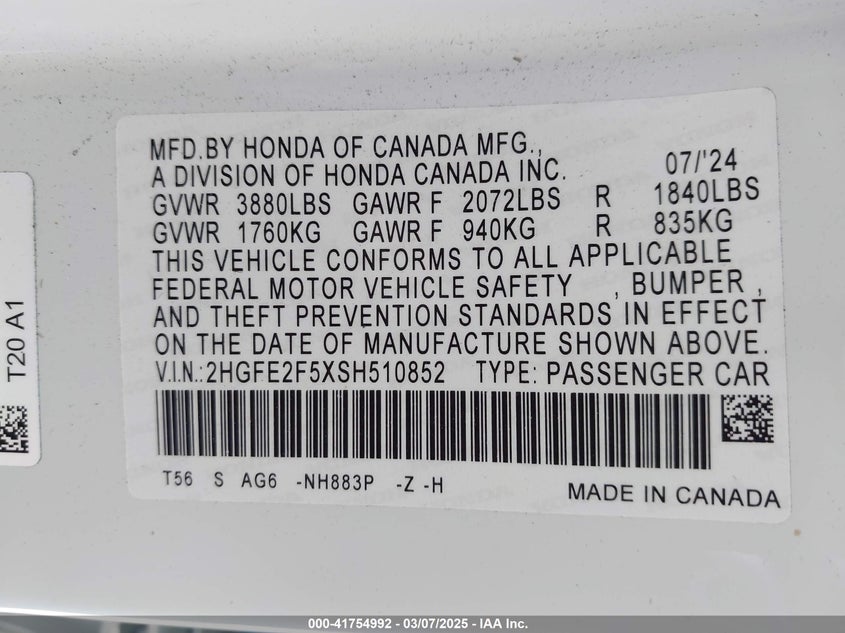 MFD.BY HONDA OF CANADA MFG.,
A DIVISION OF HONDA CANADA INC. 07/'24
GVWR 3880LBS GAWR F 2072LBS R 1840LBS
GVWR 1760KG GAWR F 940KG R 835KG
THIS VEHICLE CONFORMS TO ALL APPLICABLE
FEDERAL MOTOR VEHICLE SAFETY , BUMPER ,
AND THEFT PREVENTION STANDARDS IN EFFECT
ON THE DATE OF MANUFACTURE SHOWN ABOVE.
V.I.N.:2HGFE2F5XSH510852 TYPE: PASSENGER CAR
T56 S AG6 -NH883P -Z -H
MADE IN CANADA
T20 A1
000-41754992 - 03/07/2025 - IAA Inc.